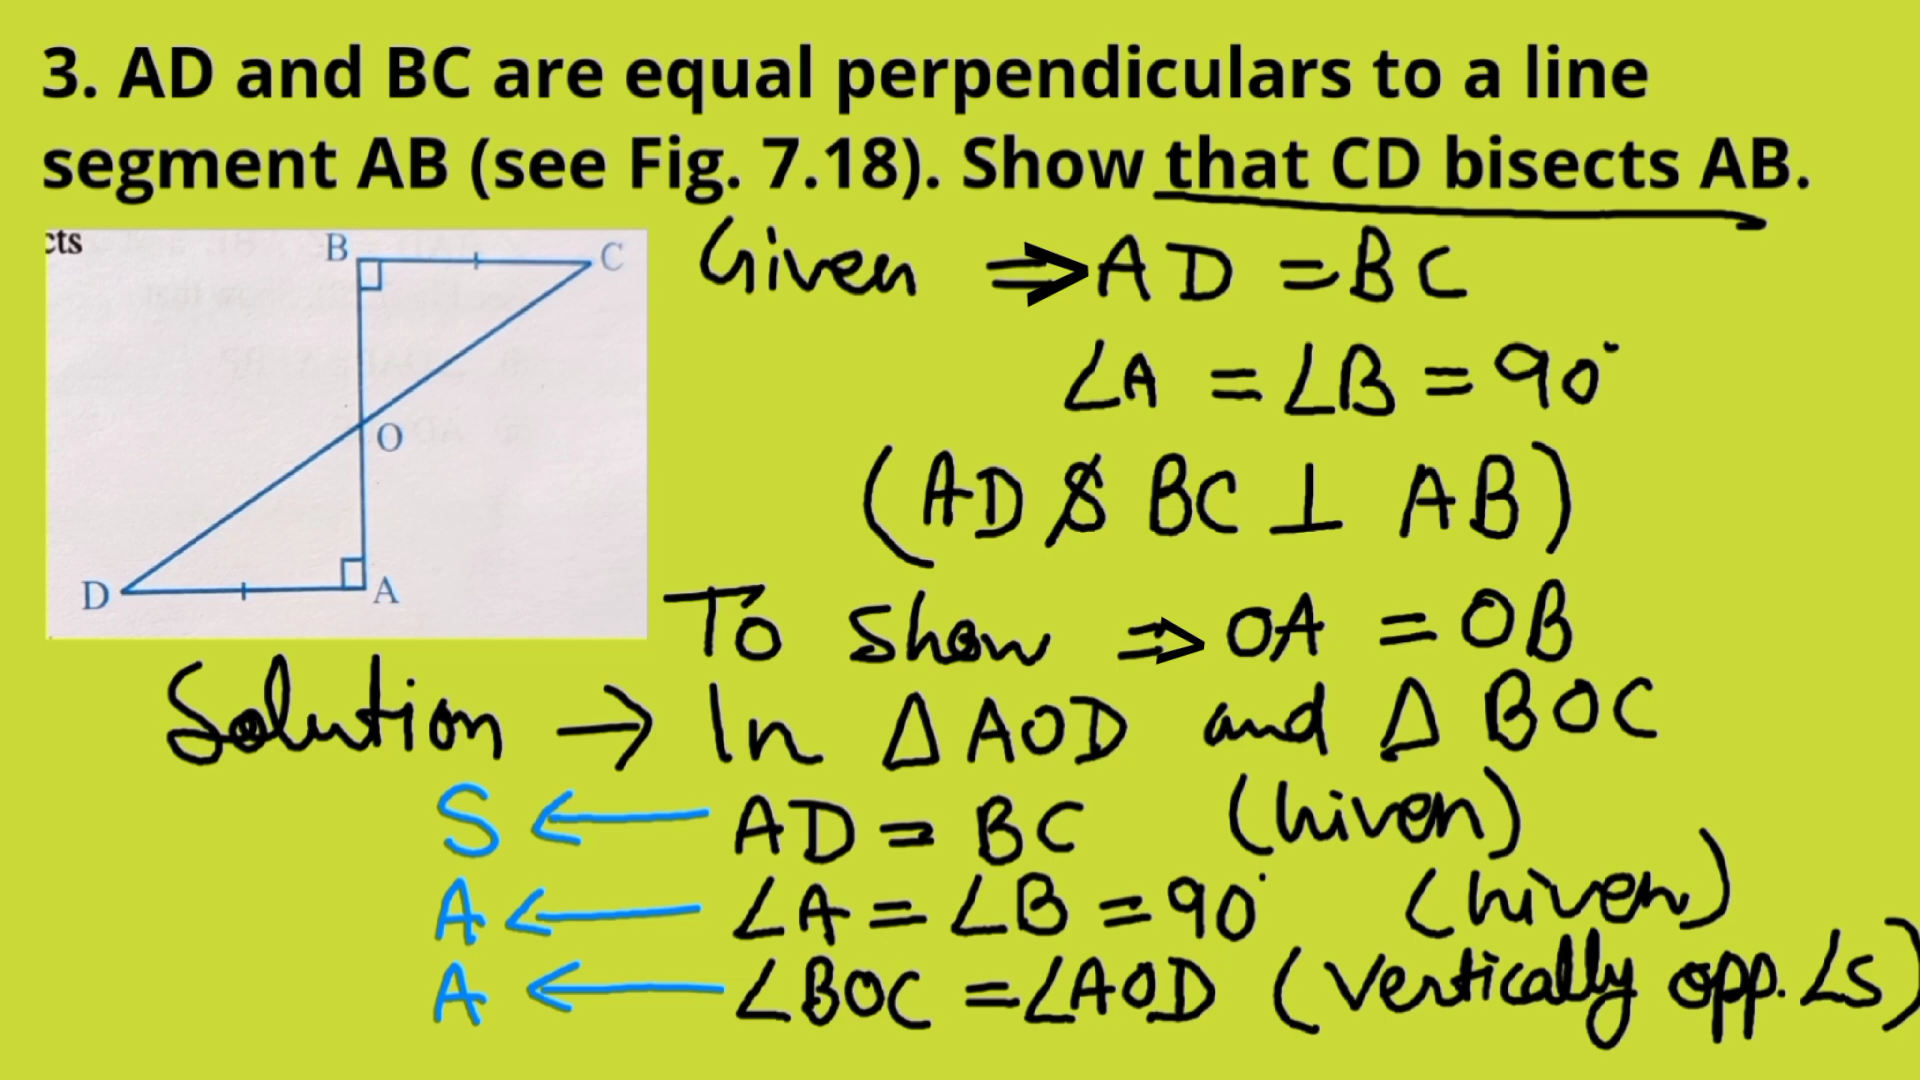 3. AD and BC are equal perpendiculars to a line
segment AB (see Fig. 7.18). Show that CD bisects AB.
cts
B C
O
D A
Given ⇒ AD = BC
∠A = ∠B = 90°
(AD & BC ⊥ AB)
To Show ⇒ OA = OB
Solution → In Δ AOD and Δ BOC
S ← AD = BC (Given)
A ← ∠A = ∠B = 90° (Given)
A ← ∠BOC = ∠AOD (Vertically opp. ∠s)